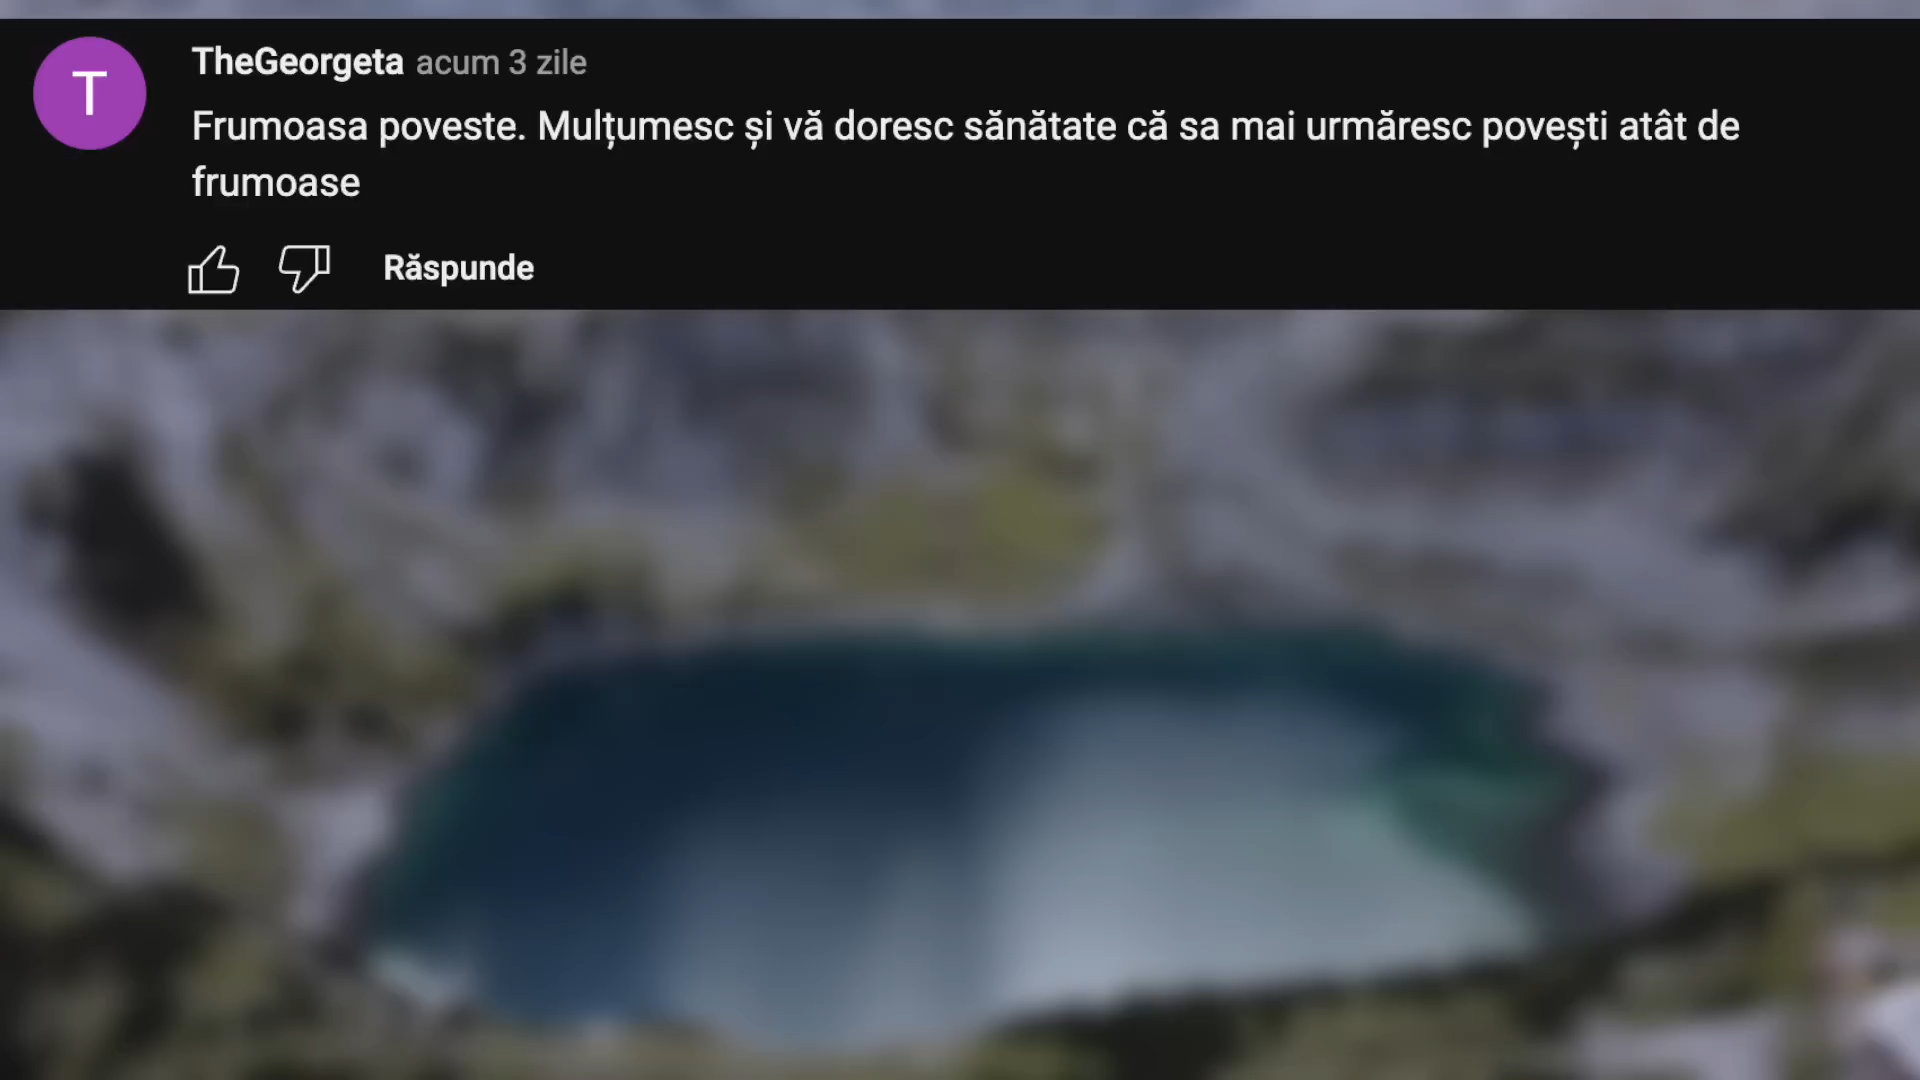 T
TheGeorgeta acum 3 zile
Frumoasa poveste. Mulțumesc și vă doresc sănătate că sa mai urmăresc povești atât de
frumoase
Răspunde